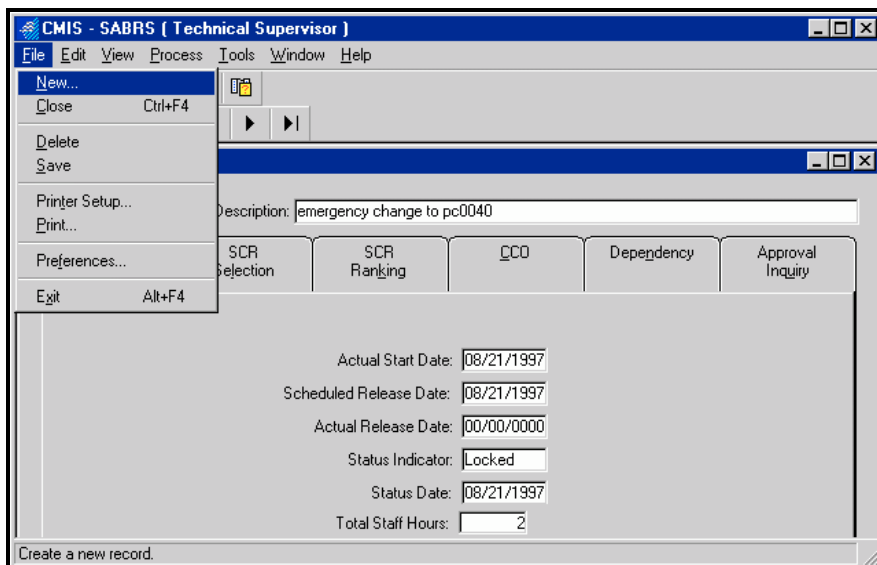 CMIS - SABRS ( Technical Supervisor )
File Edit View Process Tools Window Help
New...
Close Ctrl+F4
Delete
Save
Printer Setup...
Print...
Preferences...
Exit Alt+F4
Description: emergency change to pc0040
SCR Selection
SCR Ranking
CCO
Dependency
Approval Inquiry
Actual Start Date: 08/21/1997
Scheduled Release Date: 08/21/1997
Actual Release Date: 00/00/0000
Status Indicator: Locked
Status Date: 08/21/1997
Total Staff Hours: 2
Create a new record.